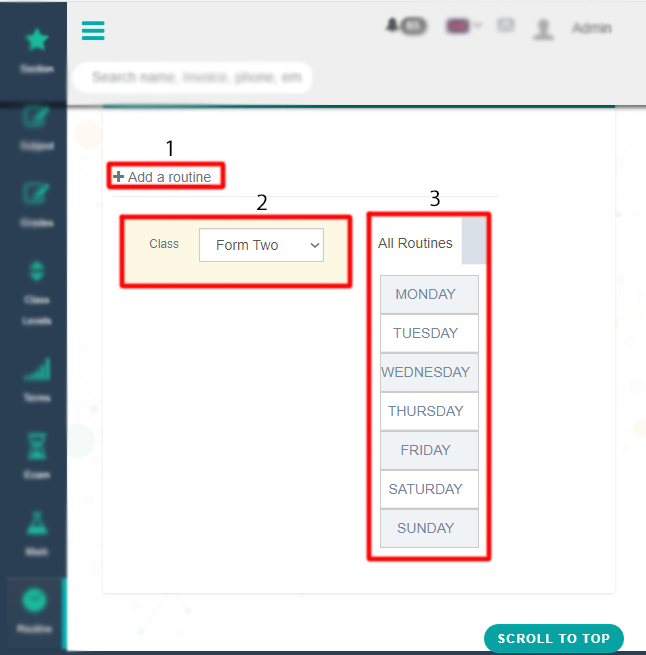 65
Admin
Search name, Invoice, phone, em
Section
Subject
Grades
Class
Levels
Terms
Exam
Mark
Routine
1
Add a routine
2
Class
Form Two
3
All Routines
MONDAY
TUESDAY
WEDNESDAY
THURSDAY
FRIDAY
SATURDAY
SUNDAY
SCROLL TO TOP